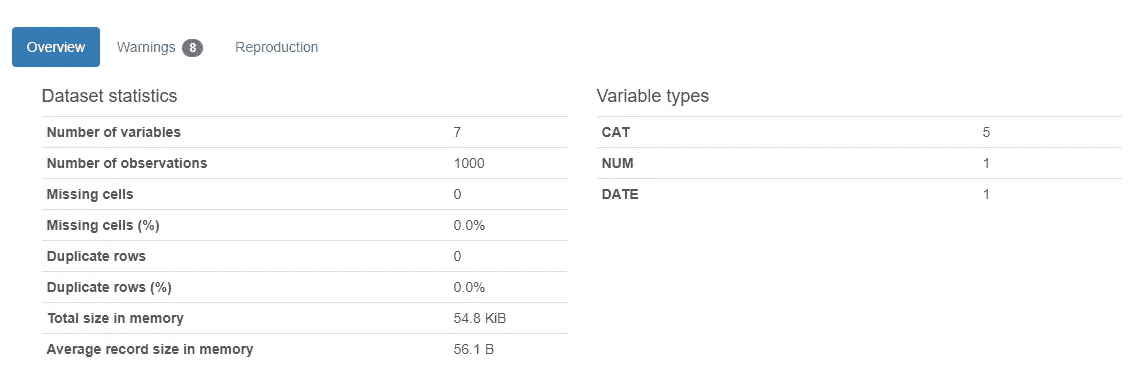 Overview Warnings 8 Reproduction
Dataset statistics
Number of variables 7
Number of observations 1000
Missing cells 0
Missing cells (%) 0.0%
Duplicate rows 0
Duplicate rows (%) 0.0%
Total size in memory 54.8 KiB
Average record size in memory 56.1 B
Variable types
CAT 5
NUM 1
DATE 1